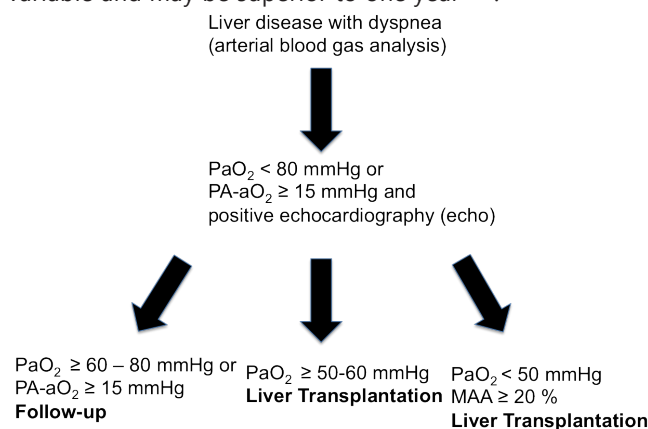 Liver disease with dyspnea
(arterial blood gas analysis)
PaO₂ < 80 mmHg or
PA-aO₂ ≥ 15 mmHg and
positive echocardiography (echo)
PaO₂ ≥ 60 – 80 mmHg or
PA-aO₂ ≥ 15 mmHg
Follow-up
PaO₂ ≥ 50-60 mmHg
Liver Transplantation
PaO₂ < 50 mmHg
MAA ≥ 20 %
Liver Transplantation